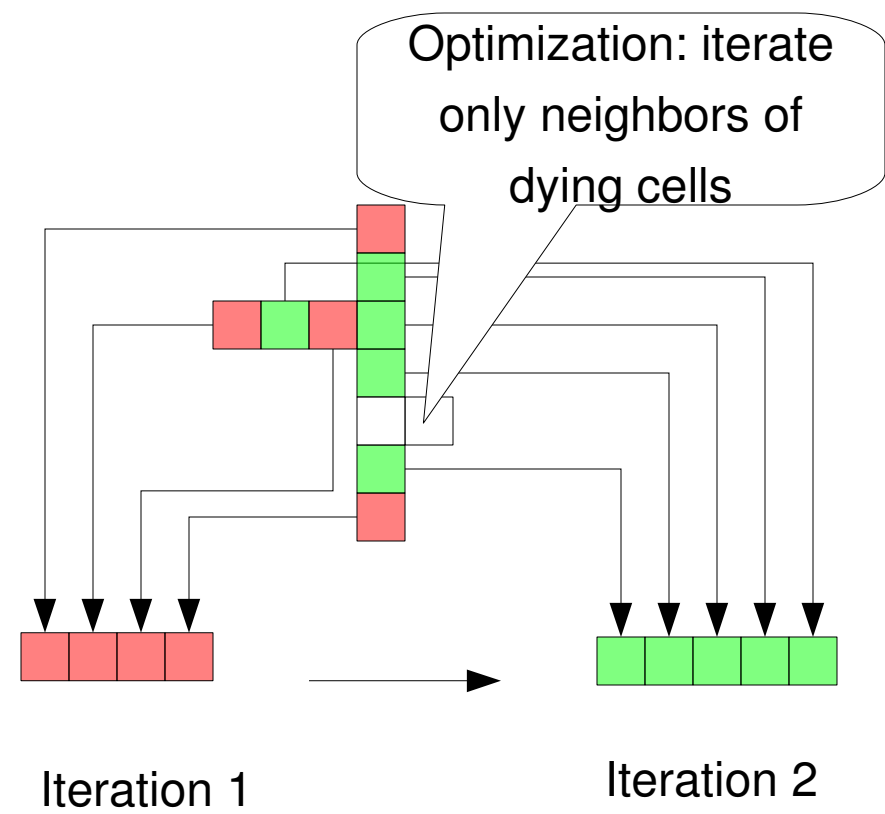 Optimization: iterate
only neighbors of
dying cells
Iteration 1
Iteration 2